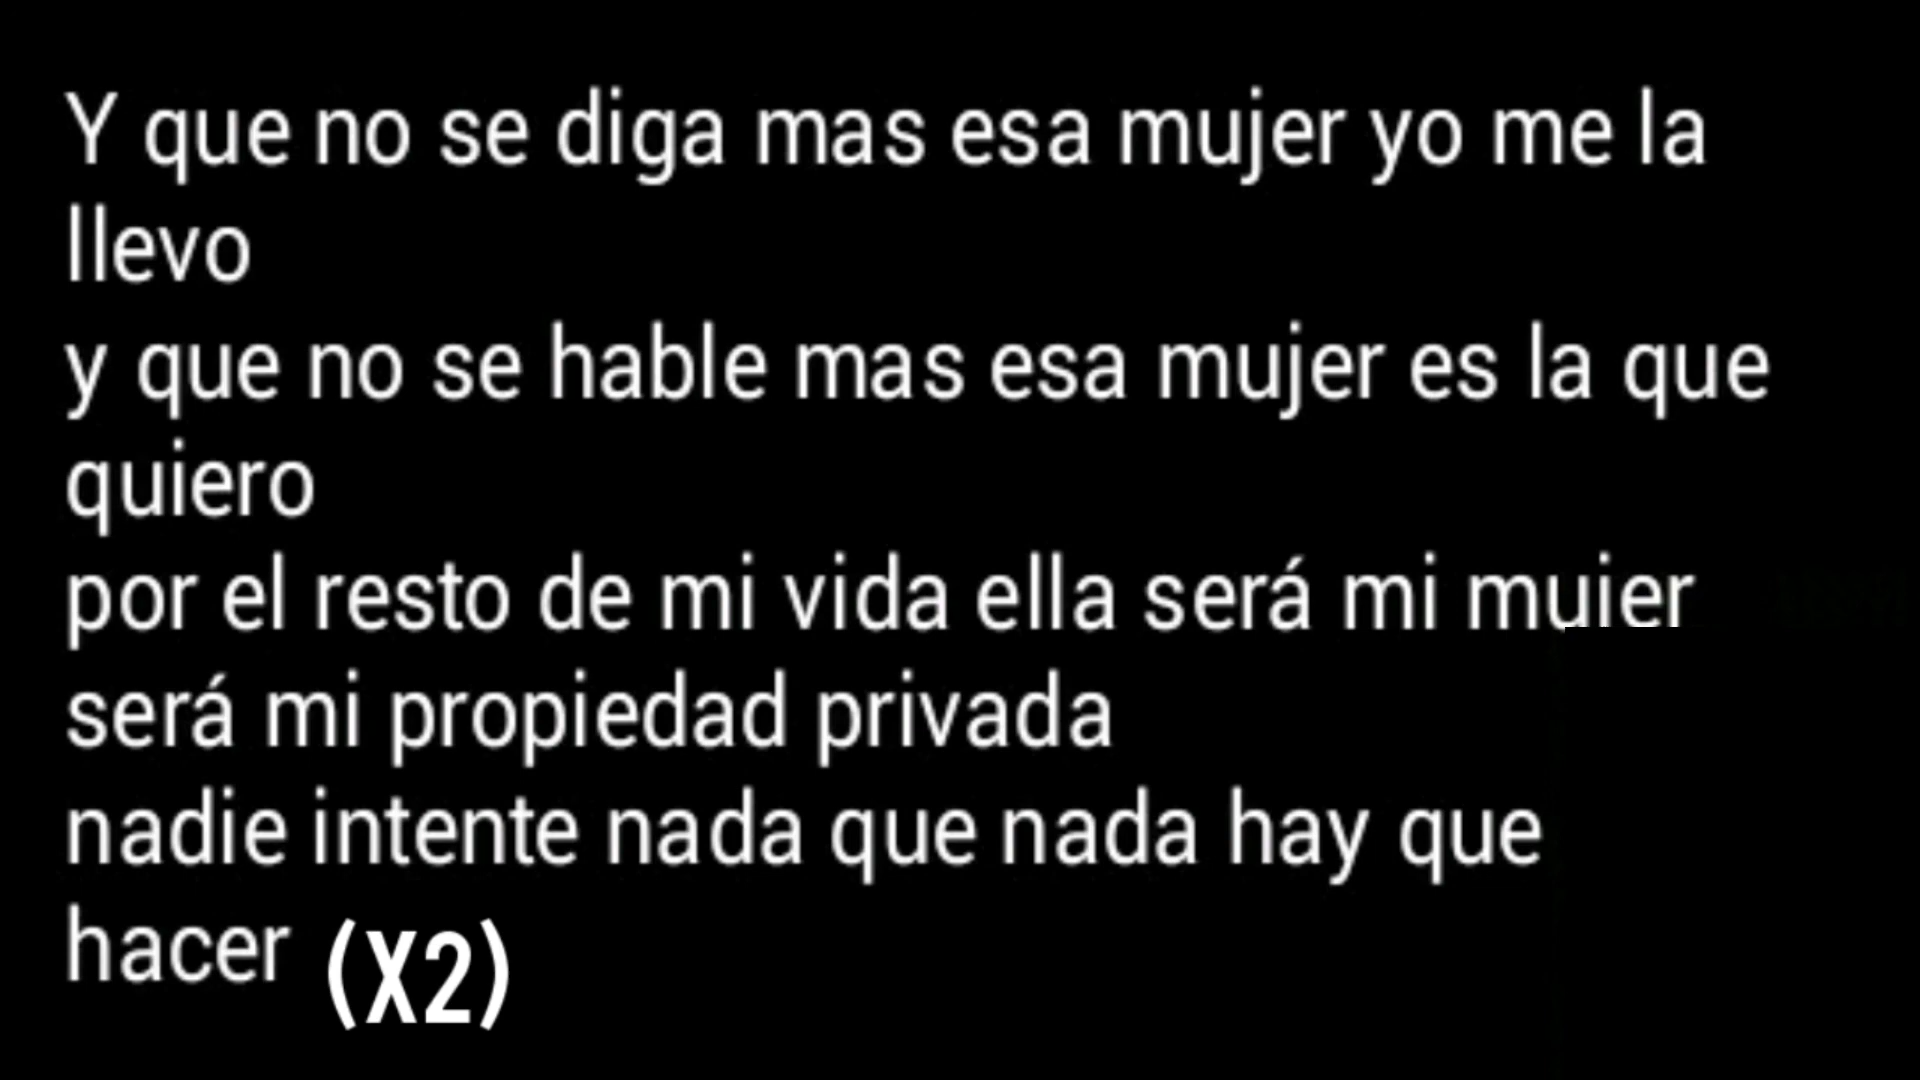 Y que no se diga mas esa mujer yo me la
llevo
y que no se hable mas esa mujer es la que
quiero
por el resto de mi vida ella será mi mujer
será mi propiedad privada
nadie intente nada que nada hay que
hacer (X2)